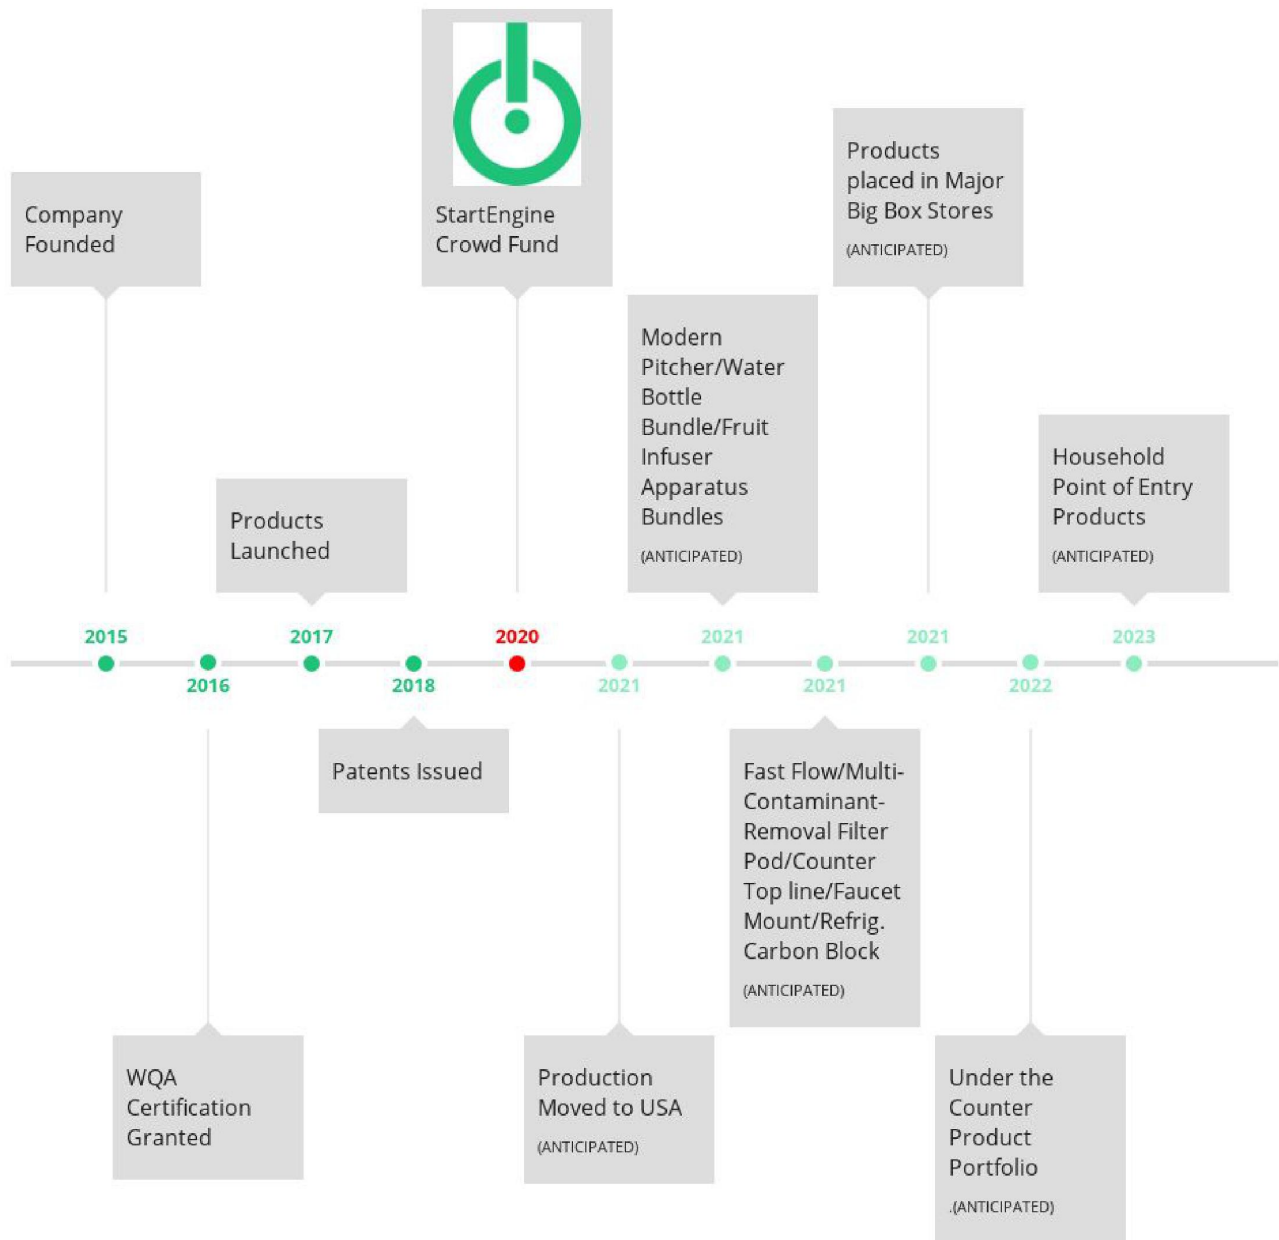 Company
Founded
StartEngine
Crowd Fund
Products
placed in Major
Big Box Stores
(ANTICIPATED)
Modern
Pitcher/Water
Bottle
Bundle/Fruit
Infuser
Apparatus
Bundles
(ANTICIPATED)
Household
Point of Entry
Products
(ANTICIPATED)
Products
Launched
2015
2017
2020
2021
2021
2023
2016
2018
2021
2021
2022
Patents Issued
Fast Flow/Multi-
Contaminant-
Removal Filter
Pod/Counter
Top line/Faucet
Mount/Refrig.
Carbon Block
(ANTICIPATED)
WQA
Certification
Granted
Production
Moved to USA
(ANTICIPATED)
Under the
Counter
Product
Portfolio
.(ANTICIPATED)